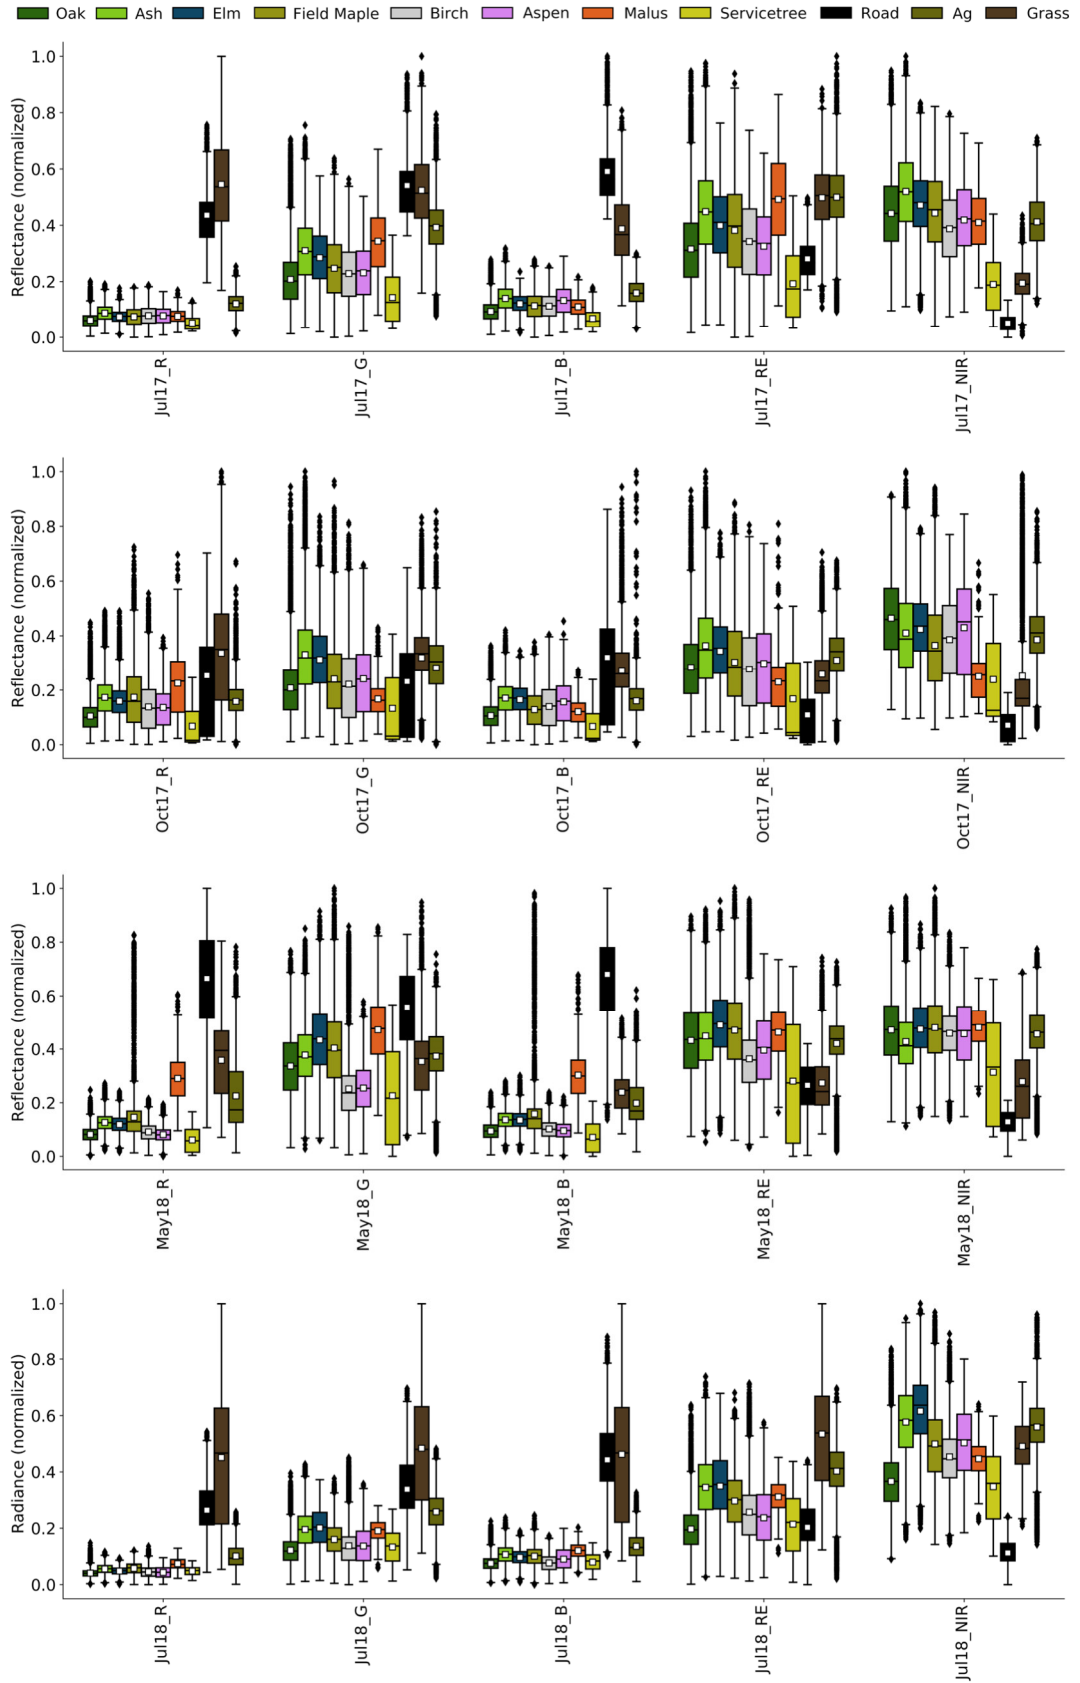 Oak Ash Elm Field Maple Birch Aspen Malus Servicetree Road Ag Grass
Reflectance (normalized)
1.0
0.8
0.6
0.4
0.2
0.0
Jul17_R Jul17_G Jul17_B Jul17_RE Jul17_NIR
Reflectance (normalized)
1.0
0.8
0.6
0.4
0.2
0.0
Oct17_R Oct17_G Oct17_B Oct17_RE Oct17_NIR
Reflectance (normalized)
1.0
0.8
0.6
0.4
0.2
0.0
May18_R May18_G May18_B May18_RE May18_NIR
Radiance (normalized)
1.0
0.8
0.6
0.4
0.2
0.0
Jul18_R Jul18_G Jul18_B Jul18_RE Jul18_NIR